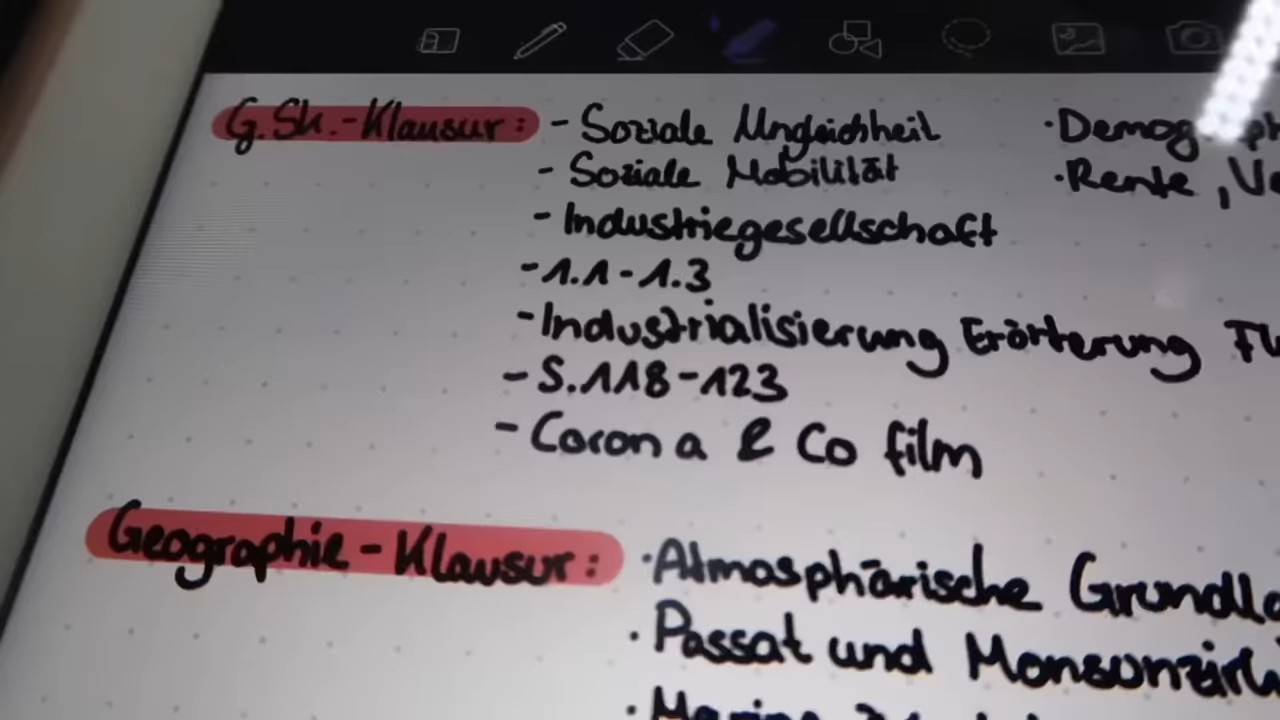 G.Sk.-Klausur: - Soziale Ungleichheit
- Soziale Mobilität ·Rente,
- Industriegesellschaft
-1.1-1.3
-Industrialisierung Erörterung
- S.118-123
- Corona & Co film
Geographie-Klausur: ·Atmosphärische
· Passat und